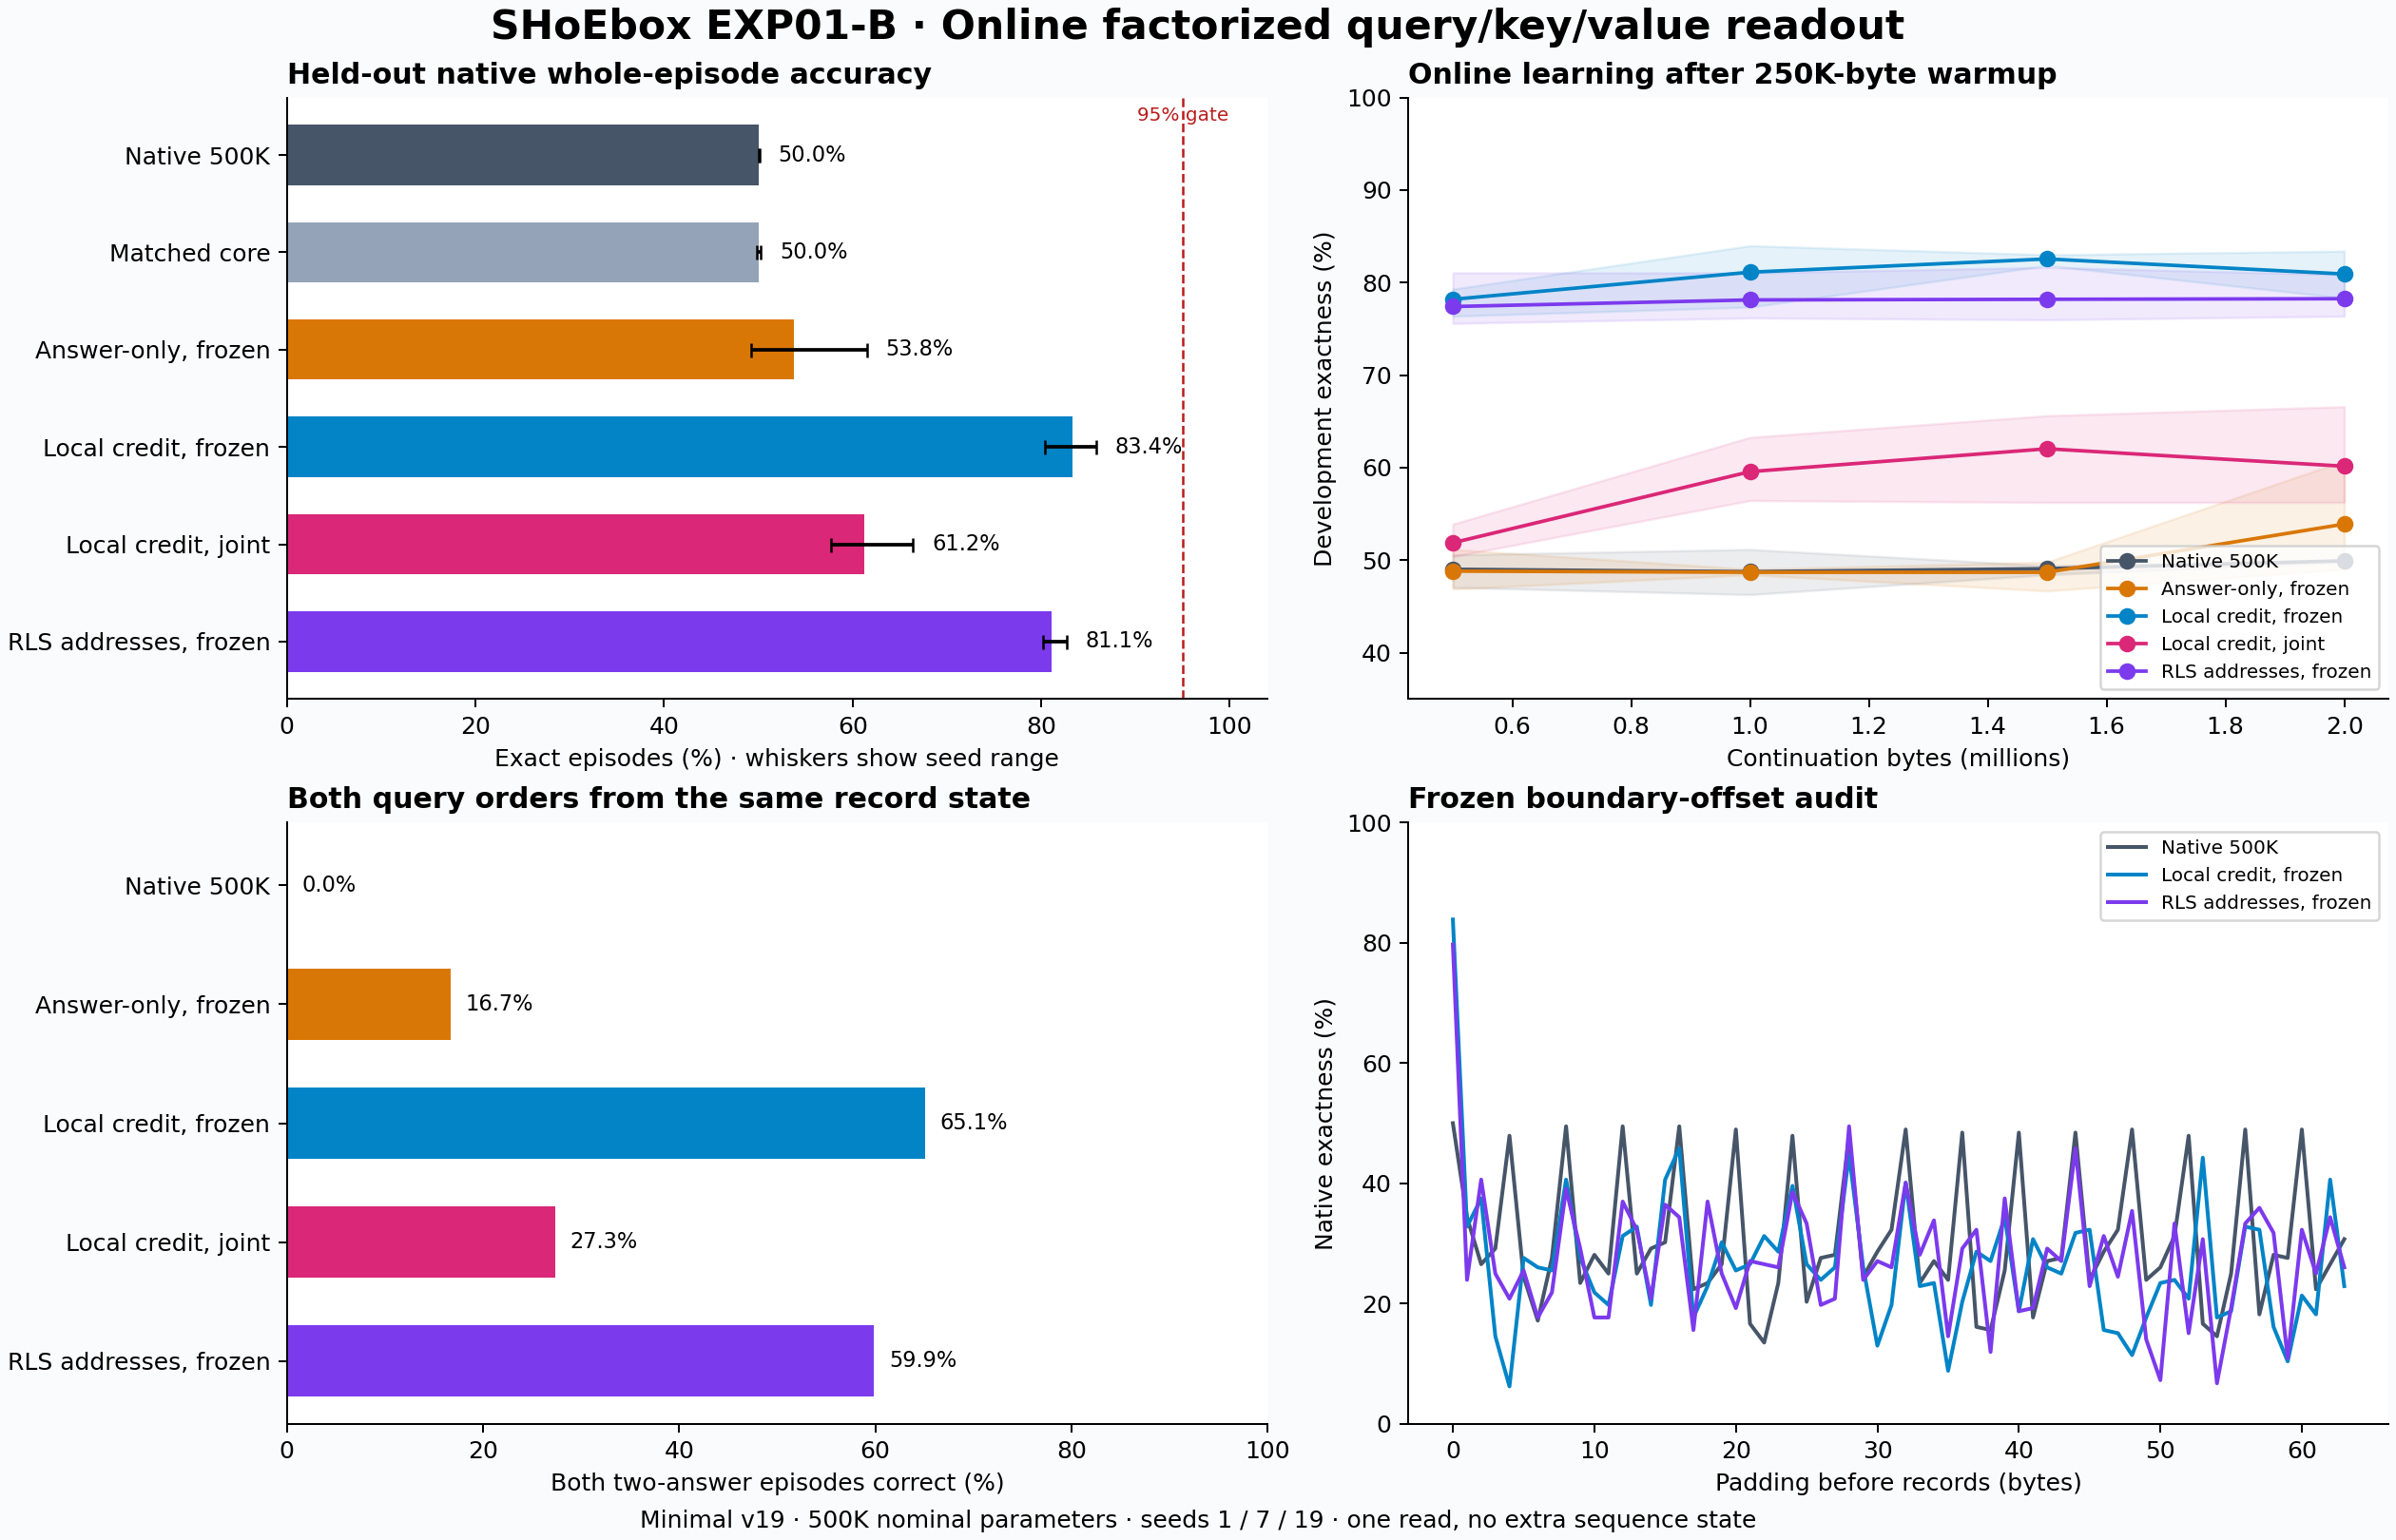 SHoEbox EXP01-B · Online factorized query/key/value readout
Held-out native whole-episode accuracy
95% gate
Native 500K
50.0%
Matched core
50.0%
Answer-only, frozen
53.8%
Local credit, frozen
83.4%
Local credit, joint
61.2%
RLS addresses, frozen
81.1%
0 20 40 60 80 100
Exact episodes (%) · whiskers show seed range
Online learning after 250K-byte warmup
Development exactness (%)
100
90
80
70
60
50
40
Native 500K
Answer-only, frozen
Local credit, frozen
Local credit, joint
RLS addresses, frozen
0.6 0.8 1.0 1.2 1.4 1.6 1.8 2.0
Continuation bytes (millions)
Both query orders from the same record state
Native 500K
0.0%
Answer-only, frozen
16.7%
Local credit, frozen
65.1%
Local credit, joint
27.3%
RLS addresses, frozen
59.9%
0 20 40 60 80 100
Both two-answer episodes correct (%)
Frozen boundary-offset audit
Native exactness (%)
100
80
60
40
20
0
Native 500K
Local credit, frozen
RLS addresses, frozen
0 10 20 30 40 50 60
Padding before records (bytes)
Minimal v19 · 500K nominal parameters · seeds 1 / 7 / 19 · one read, no extra sequence state